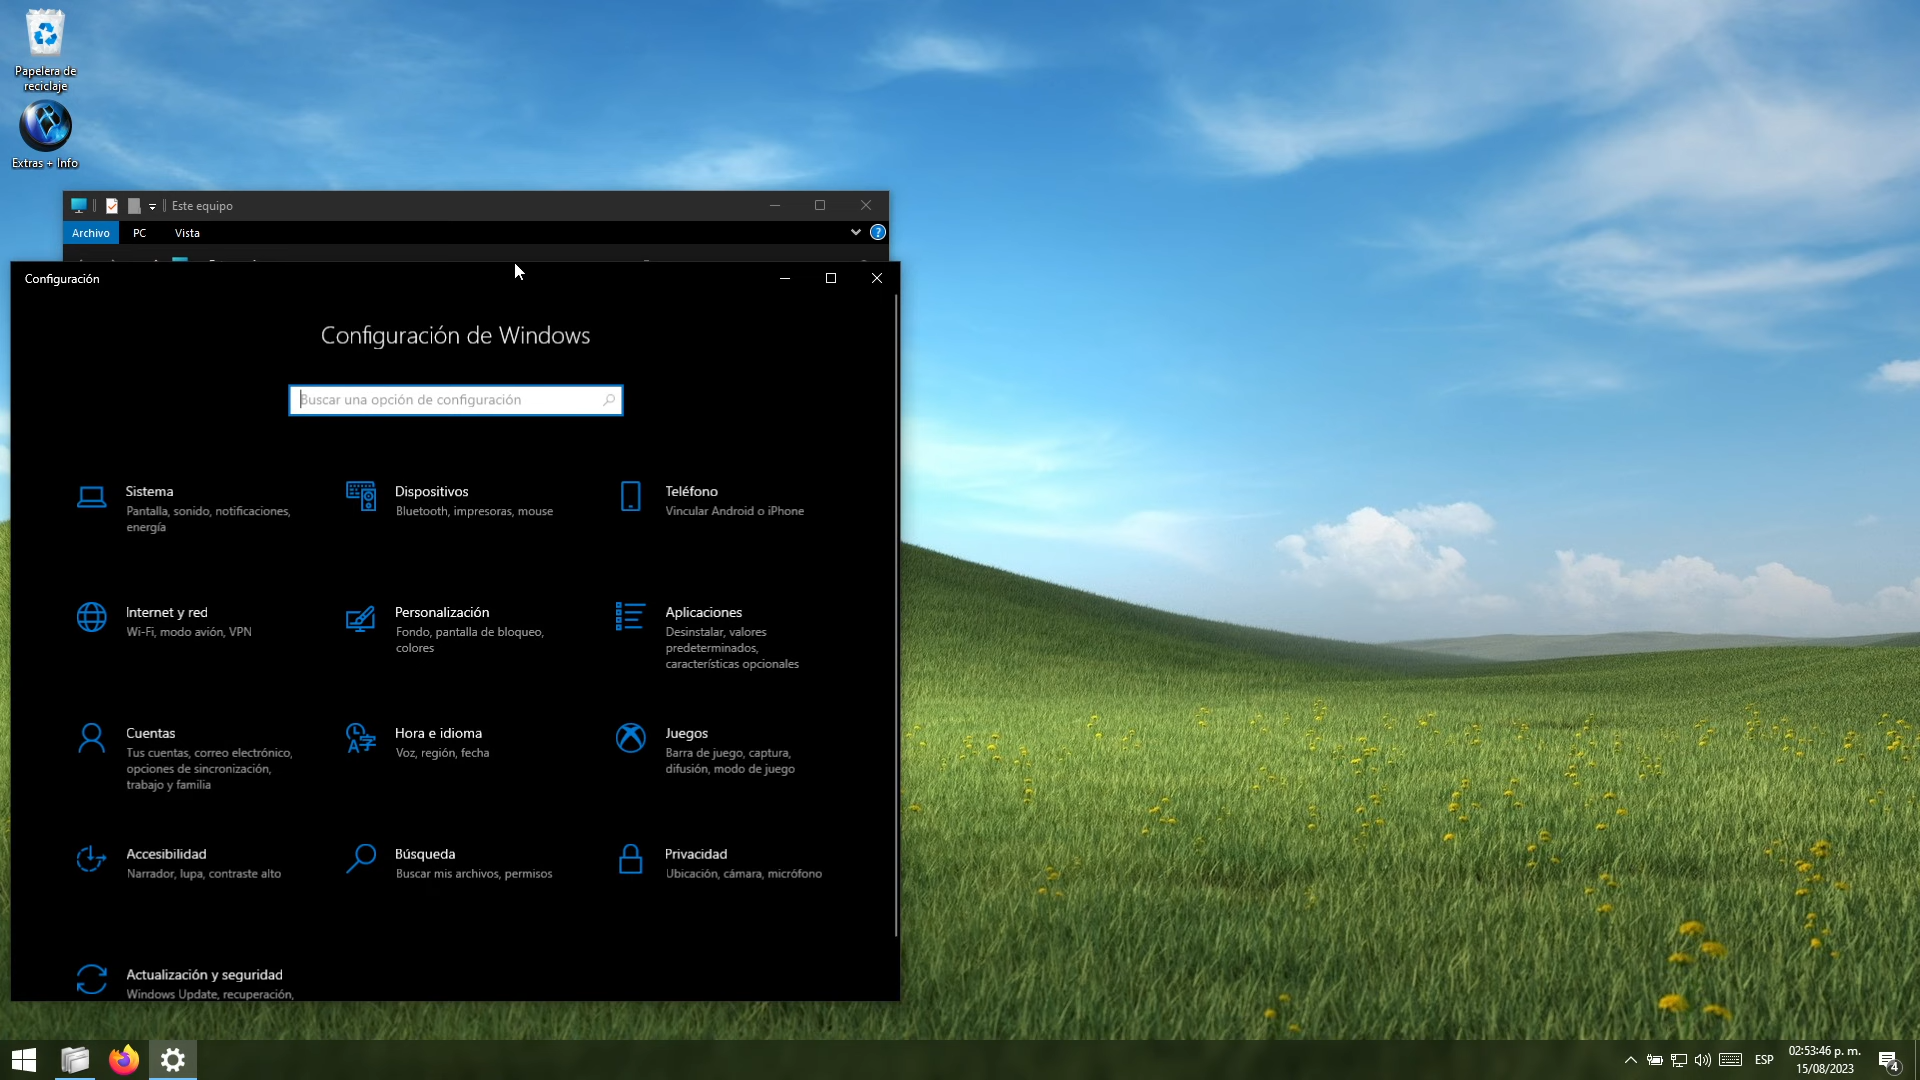 Papelera de
reciclaje
Extras + Info
Este equipo
Archivo
PC
Vista
Configuración
Configuración de Windows
Buscar una opción de configuración
Sistema
Pantalla, sonido, notificaciones,
energía
Dispositivos
Bluetooth, impresoras, mouse
Teléfono
Vincular Android o iPhone
Internet y red
Wi-Fi, modo avión, VPN
Personalización
Fondo, pantalla de bloqueo,
colores
Aplicaciones
Desinstalar, valores
predeterminados,
características opcionales
Cuentas
Tus cuentas, correo electrónico,
opciones de sincronización,
trabajo y familia
Hora e idioma
Voz, región, fecha
Juegos
Barra de juego, captura,
difusión, modo de juego
Accesibilidad
Narrador, lupa, contraste alto
Búsqueda
Buscar mis archivos, permisos
Privacidad
Ubicación, cámara, micrófono
Actualización y seguridad
Windows Update, recuperación,
ESP
02:53:46 p. m.
15/08/2023
4